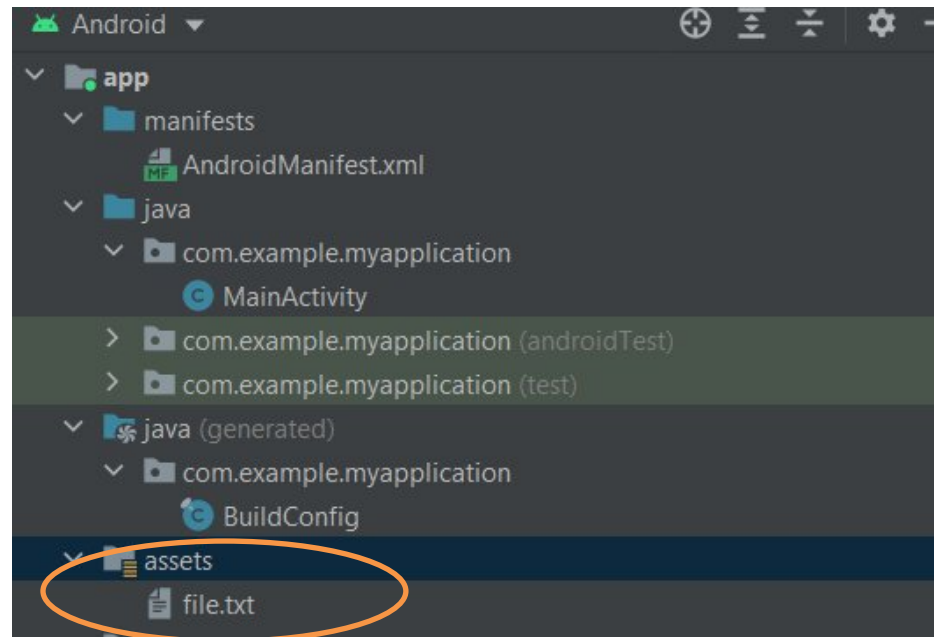 Android
app
manifests
MF AndroidManifest.xml
java
com.example.myapplication
C MainActivity
com.example.myapplication (androidTest)
com.example.myapplication (test)
java (generated)
com.example.myapplication
C BuildConfig
assets
file.txt